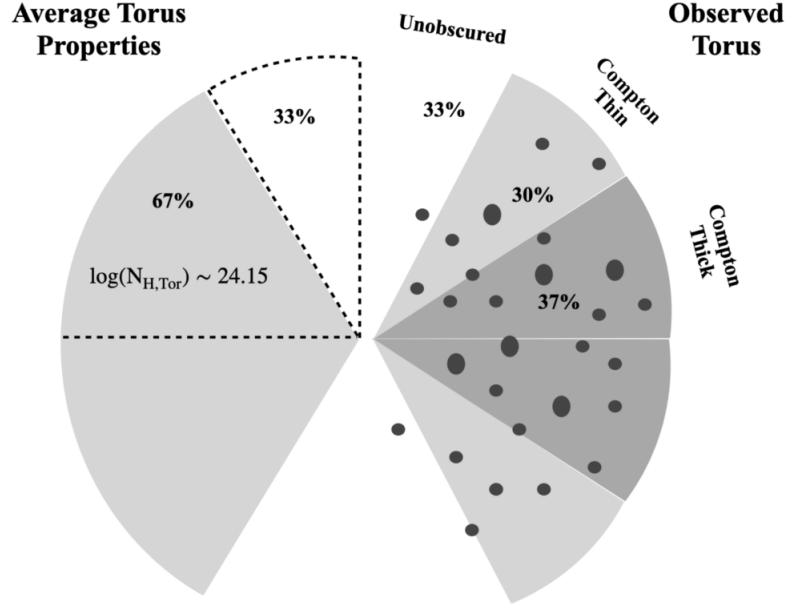 Average Torus
Properties
33%
67%
log(N_H,Tor) ~ 24.15
Unobscured
Observed
Torus
33%
Compton
Thin
30%
Compton
Thick
37%